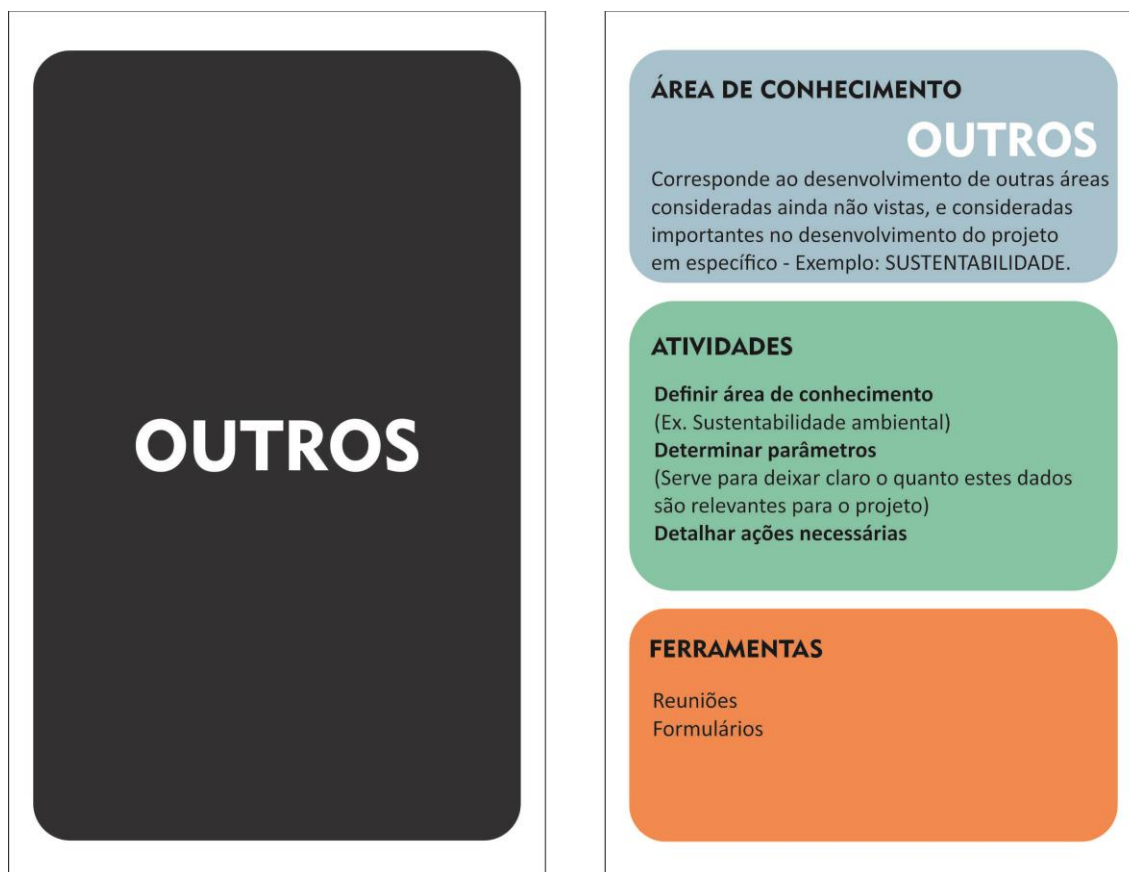 OUTROS
ÁREA DE CONHECIMENTO
OUTROS
Corresponde ao desenvolvimento de outras áreas
consideradas ainda não vistas, e consideradas
importantes no desenvolvimento do projeto
em específico - Exemplo: SUSTENTABILIDADE.
ATIVIDADES
Definir área de conhecimento
(Ex. Sustentabilidade ambiental)
Determinar parâmetros
(Serve para deixar claro o quanto estes dados
são relevantes para o projeto)
Detalhar ações necessárias
FERRAMENTAS
Reuniões
Formulários